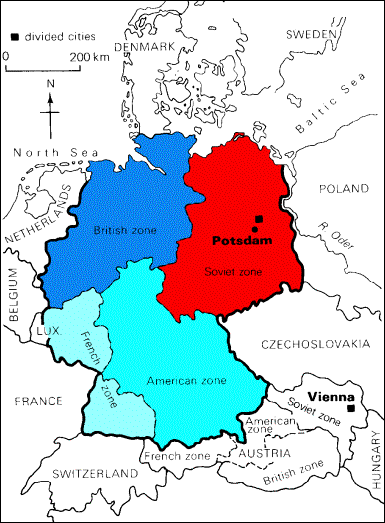 divided cities
0 200 km
N
DENMARK
SWEDEN
Baltic Sea
North Sea
NETHERLANDS
POLAND
R. Oder
British zone
Potsdam
Soviet zone
BELGIUM
LUX.
French zone
CZECHOSLOVAKIA
American zone
FRANCE
Vienna
Soviet zone
American zone
French zone
AUSTRIA
British zone
SWITZERLAND
HUNGARY